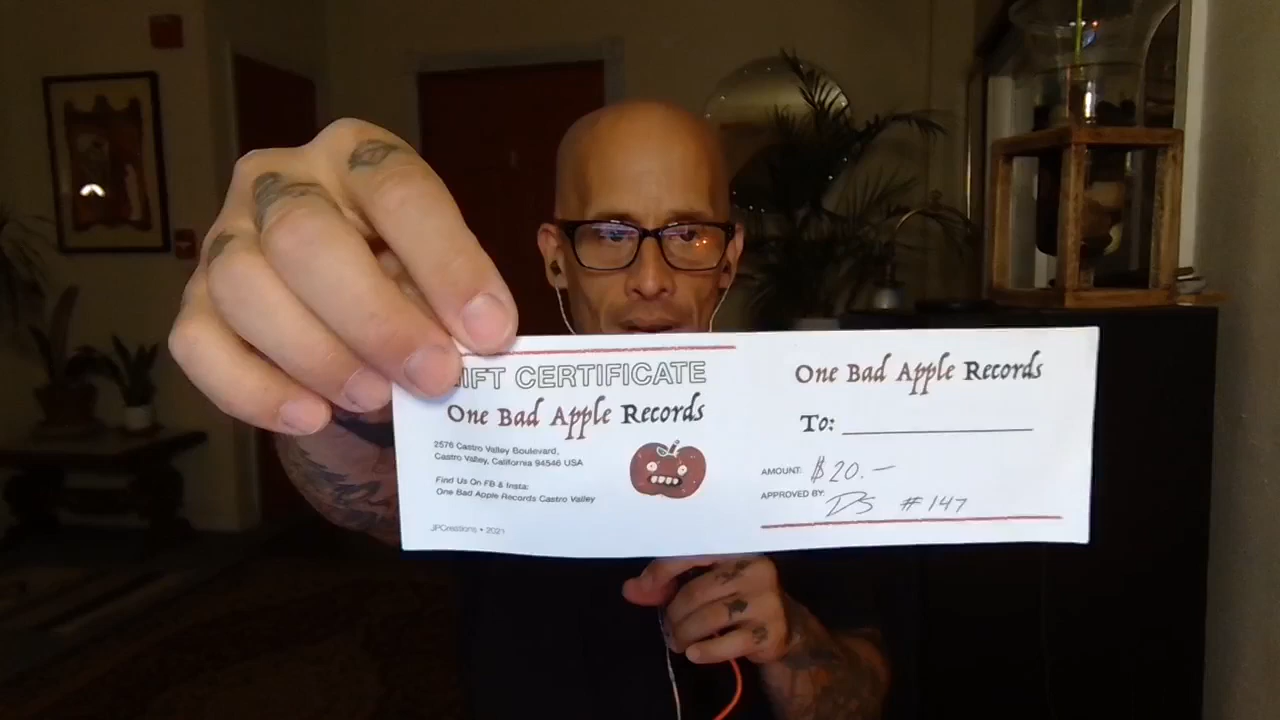 GIFT CERTIFICATE
One Bad Apple Records
2576 Castro Valley Boulevard,
Castro Valley, California 94546 USA
Find Us On FB & Insta:
One Bad Apple Records Castro Valley
JPCreations • 2021
One Bad Apple Records
To:
AMOUNT: $20.—
APPROVED BY: DS #147